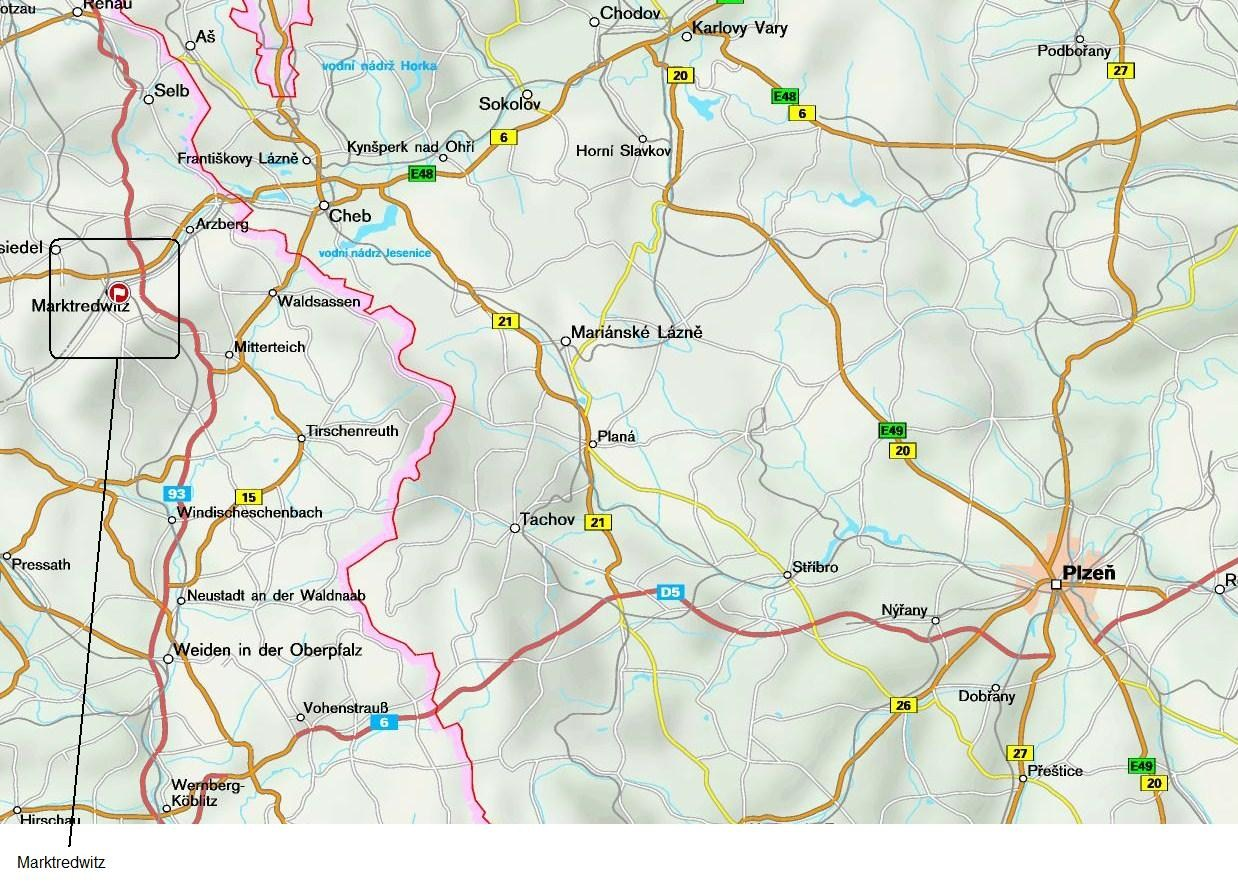 Rehau
Chodov
Karlovy Vary
Aš
Podbořany
vodní nádrž Horka
20
27
Selb
Sokolov
E48
6
6
Kynšperk nad Ohří
Horní Slavkov
Františkovy Lázně
E48
Cheb
Arzberg
siedel
vodní nádrž Jesenice
Marktredwitz
Waldsassen
21
Mariánské Lázně
Mitterteich
Tirschenreuth
Planá
E49
20
93
15
Windischeschenbach
Tachov
21
Pressath
Stříbro
Plzeň
Neustadt an der Waldnaab
D5
Nýřany
Weiden in der Oberpfalz
Dobřany
Vohenstrauß
6
26
27
Přeštice
E49
20
Wernberg-
Köblitz
Hirschau
Marktredwitz